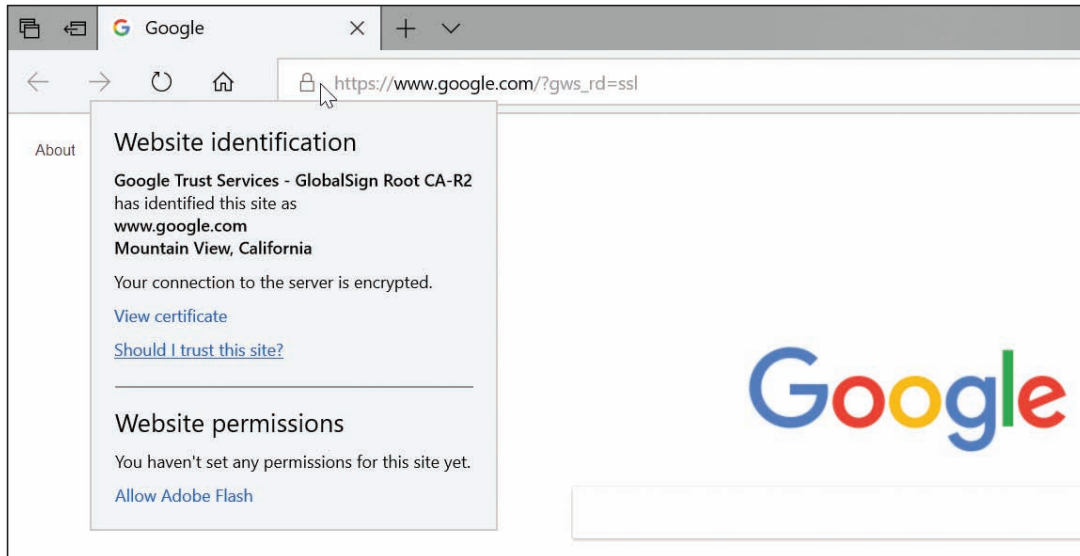 Google
https://www.google.com/?gws_rd=ssl
About
Website identification
Google Trust Services - GlobalSign Root CA-R2
has identified this site as
www.google.com
Mountain View, California
Your connection to the server is encrypted.
View certificate
Should I trust this site?
Website permissions
You haven't set any permissions for this site yet.
Allow Adobe Flash
Google